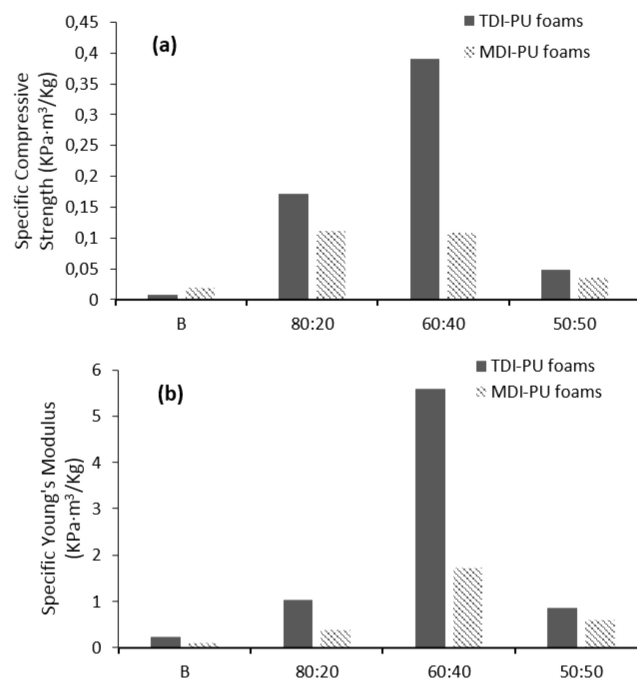 (a)
TDI-PU foams
MDI-PU foams
Specific Compressive
Strength (KPa·m³/Kg)
0,45
0,4
0,35
0,3
0,25
0,2
0,15
0,1
0,05
0
B 80:20 60:40 50:50
(b)
TDI-PU foams
MDI-PU foams
Specific Young's Modulus
(KPa·m³/Kg)
6
5
4
3
2
1
0
B 80:20 60:40 50:50